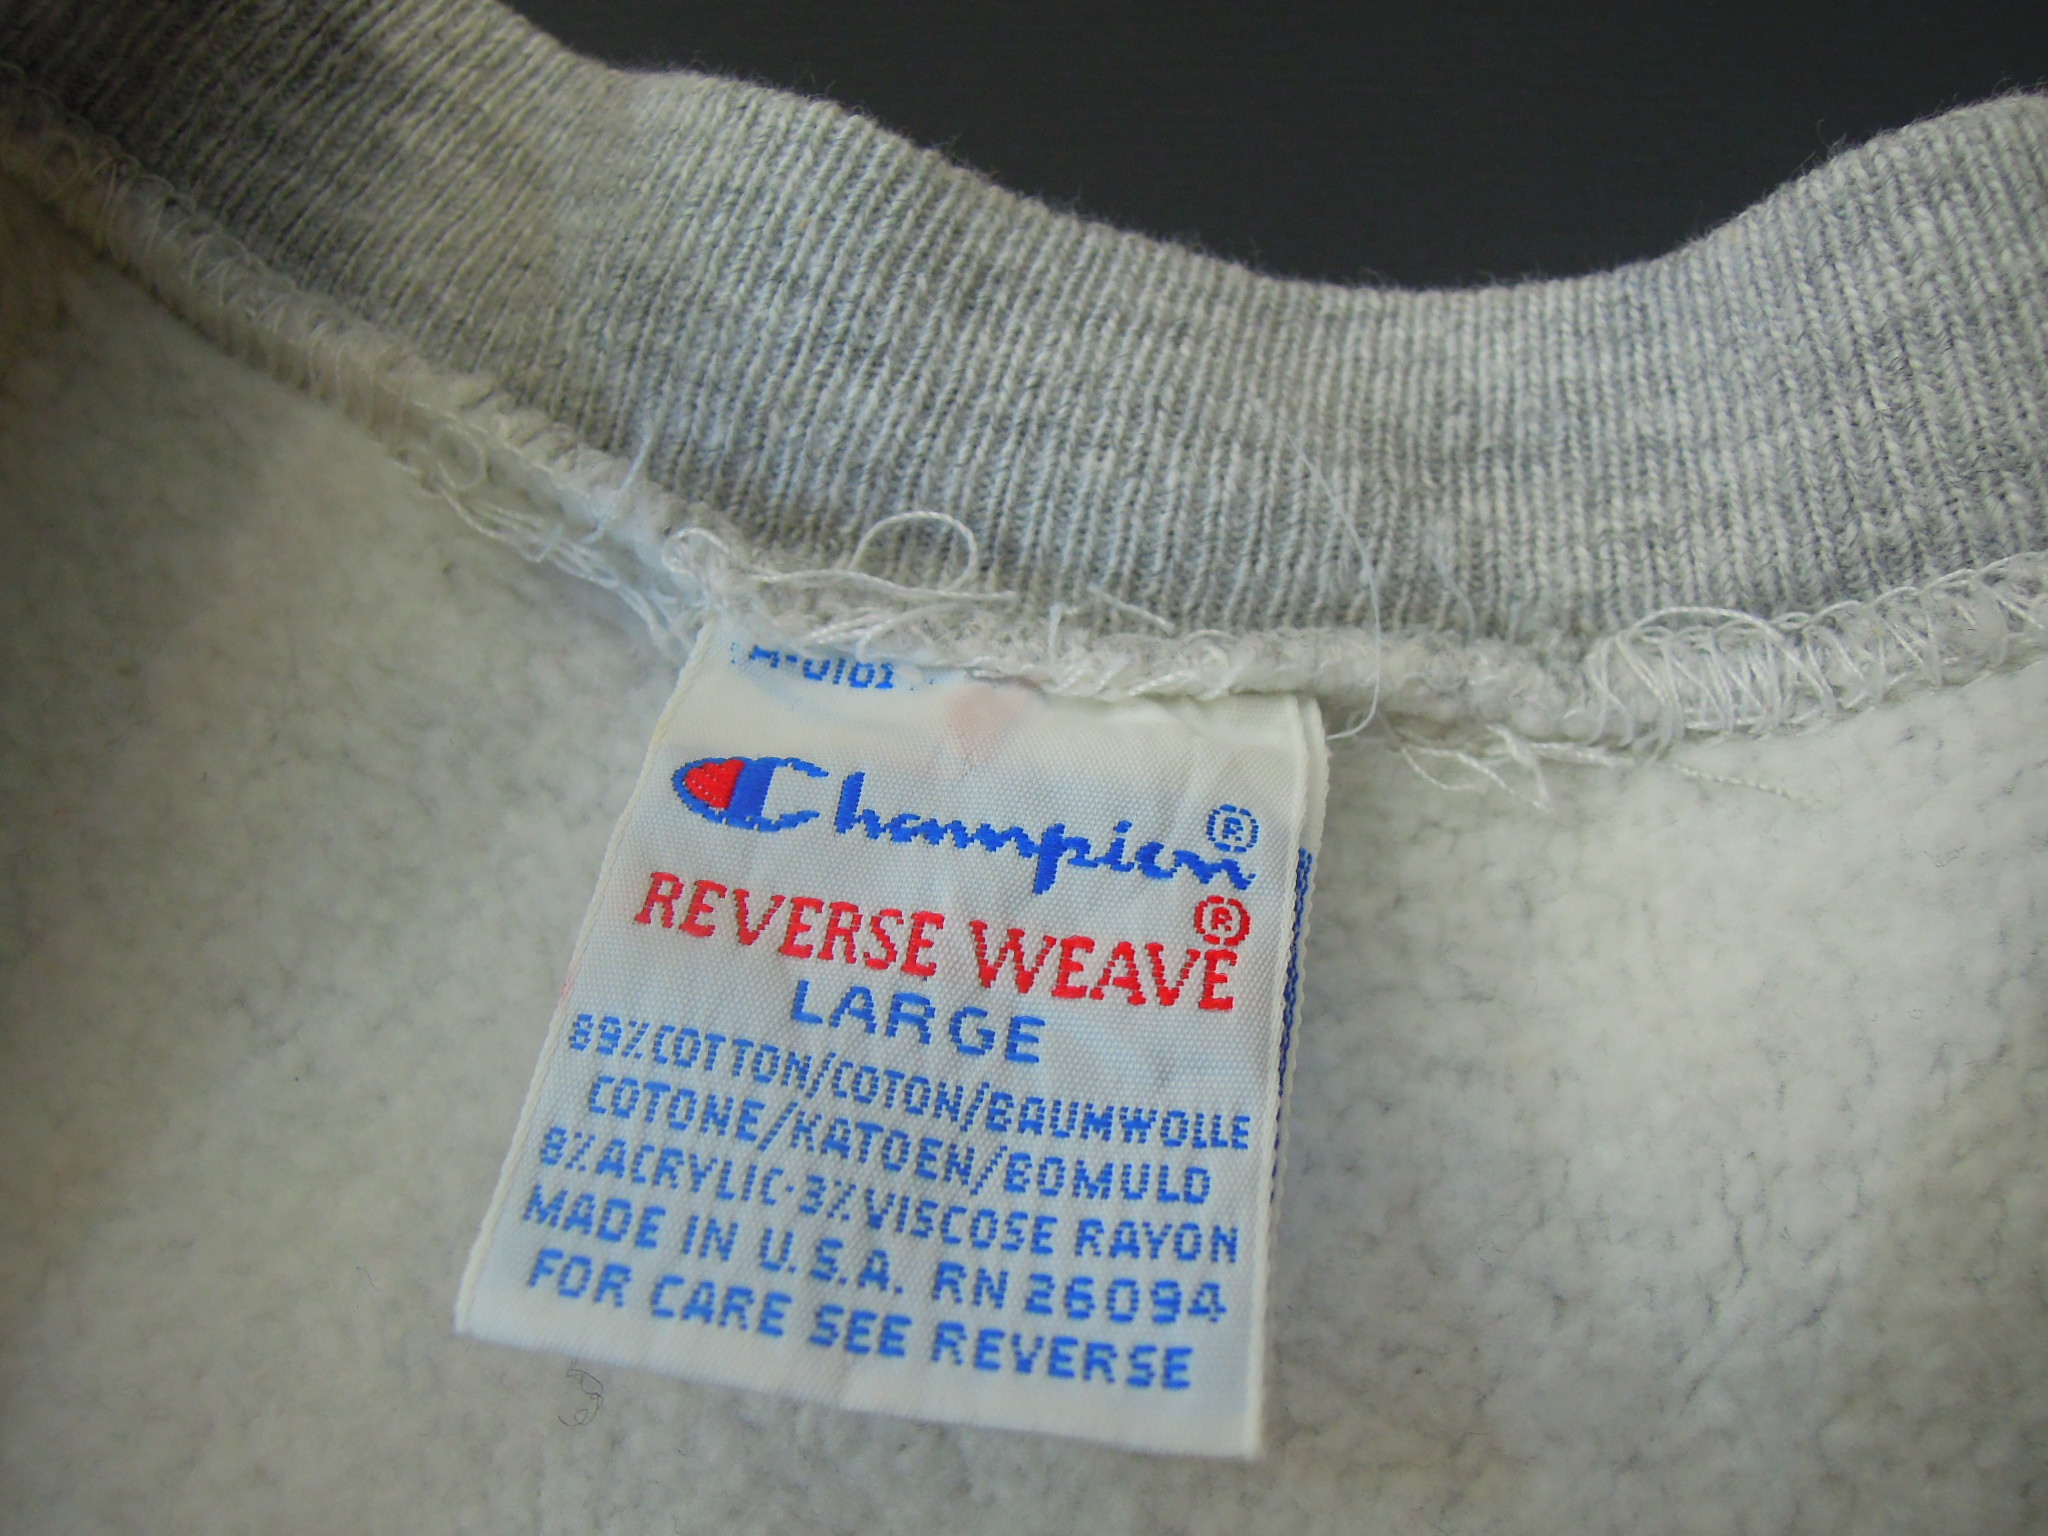 Champion®
REVERSE WEAVE®
LARGE
89%COTTON/COTON/BAUMWOLLE
COTONE/KATOEN/BOMULD
8%ACRYLIC·3%VISCOSE RAYON
MADE IN U.S.A. RN 26094
FOR CARE SEE REVERSE